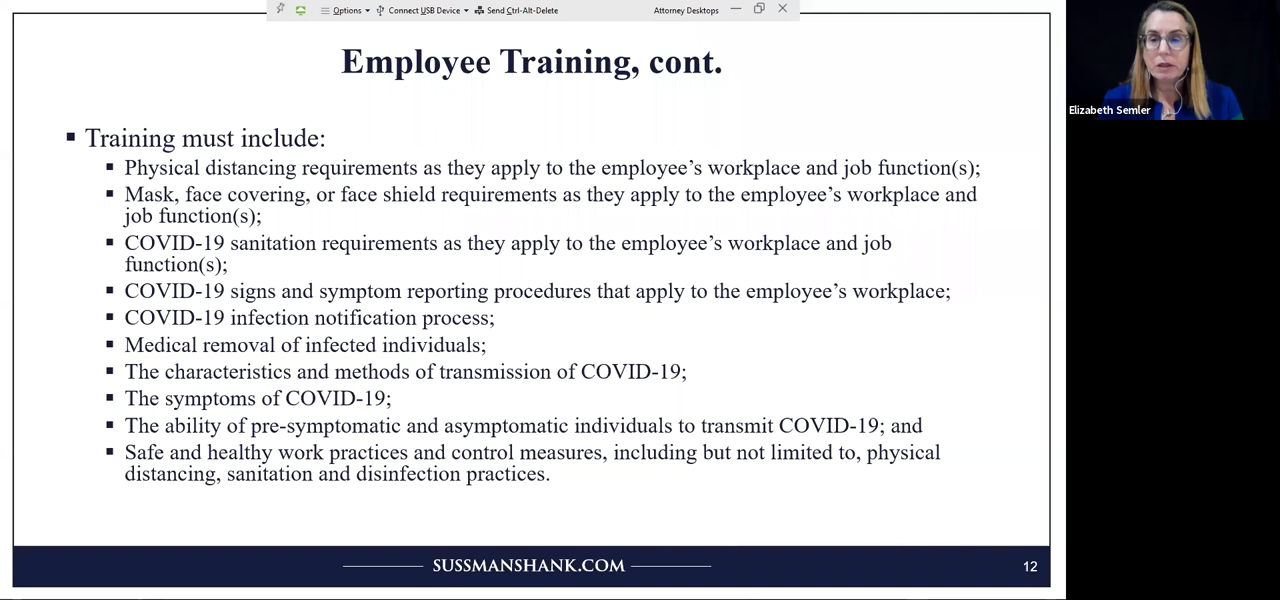 Options
Connect USB Device
Send Ctrl-Alt-Delete
Attorney Desktops
Elizabeth Semler
Employee Training, cont.
Training must include:
Physical distancing requirements as they apply to the employee’s workplace and job function(s);
Mask, face covering, or face shield requirements as they apply to the employee’s workplace and
job function(s);
COVID-19 sanitation requirements as they apply to the employee’s workplace and job
function(s);
COVID-19 signs and symptom reporting procedures that apply to the employee’s workplace;
COVID-19 infection notification process;
Medical removal of infected individuals;
The characteristics and methods of transmission of COVID-19;
The symptoms of COVID-19;
The ability of pre-symptomatic and asymptomatic individuals to transmit COVID-19; and
Safe and healthy work practices and control measures, including but not limited to, physical
distancing, sanitation and disinfection practices.
SUSSMANSHANK.COM
12